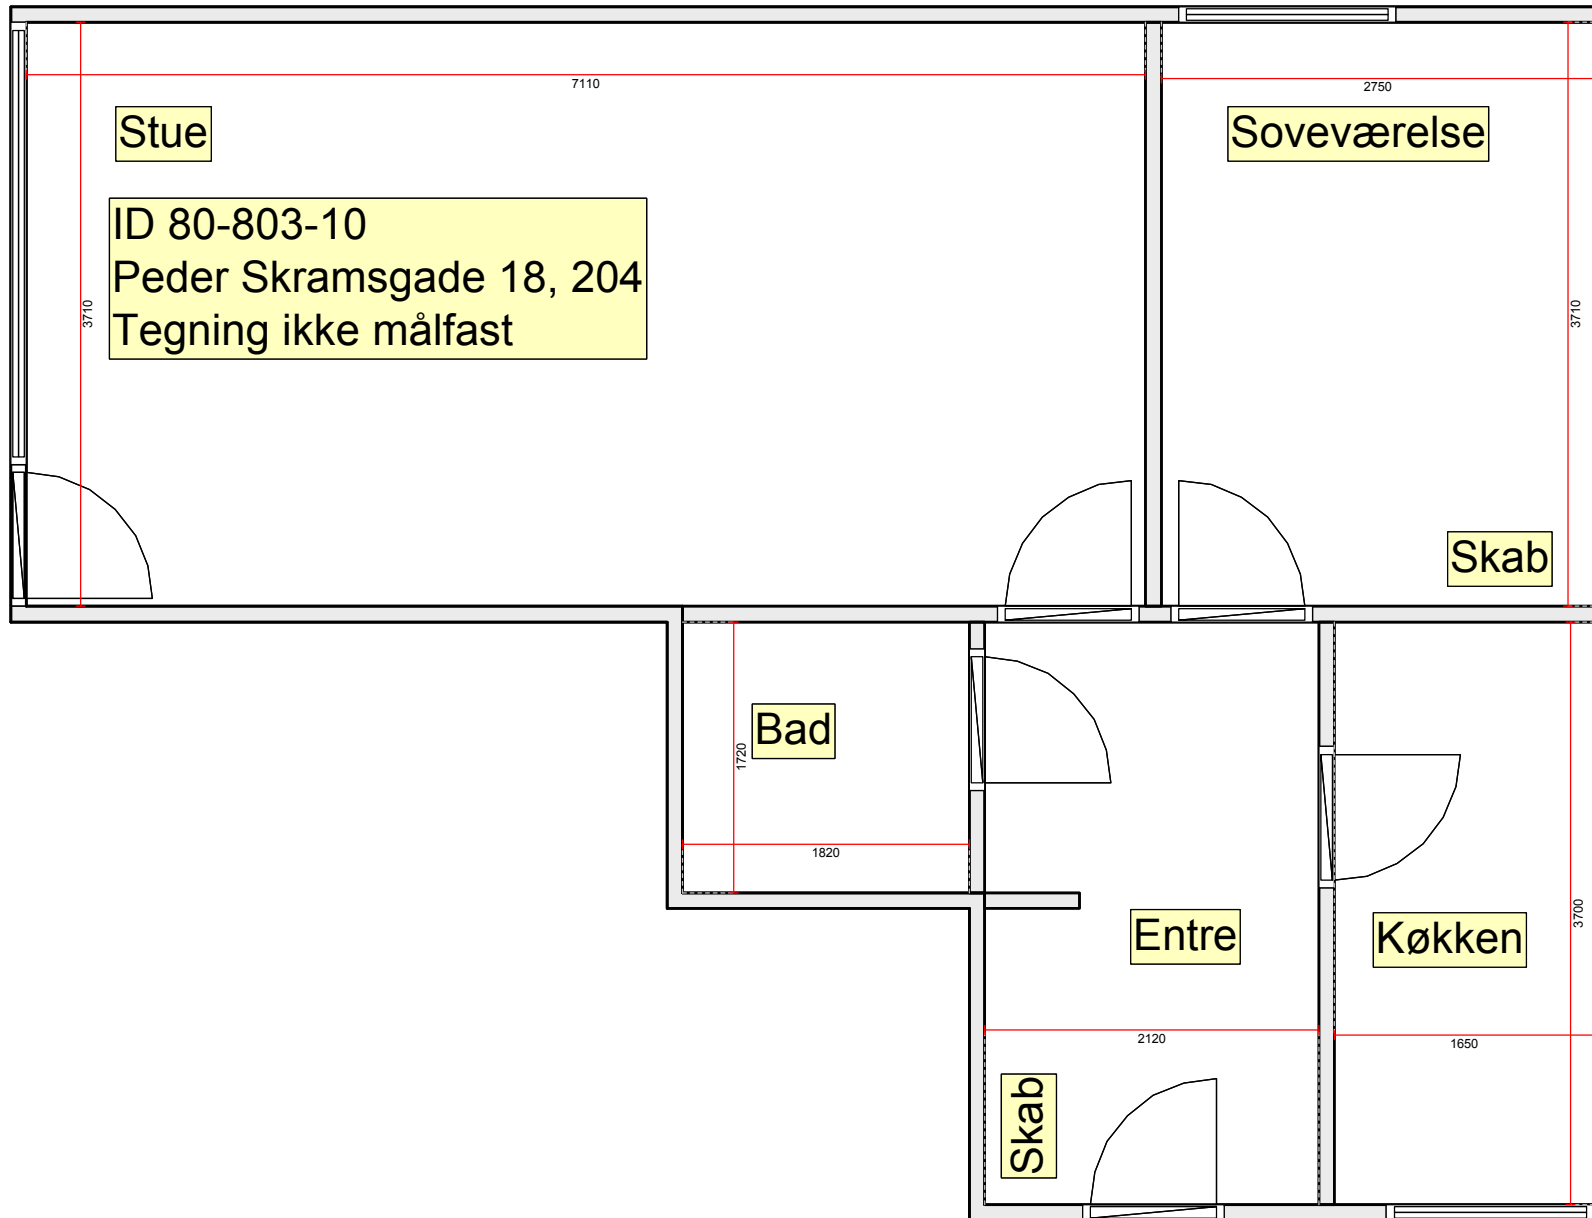 7110
2750
Stue
Soveværelse
ID 80-803-10
Peder Skramsgade 18, 204
Tegning ikke målfast
3710
3710
Skab
Bad
1720
1820
Entre
Køkken
3700
2120
1650
Skab